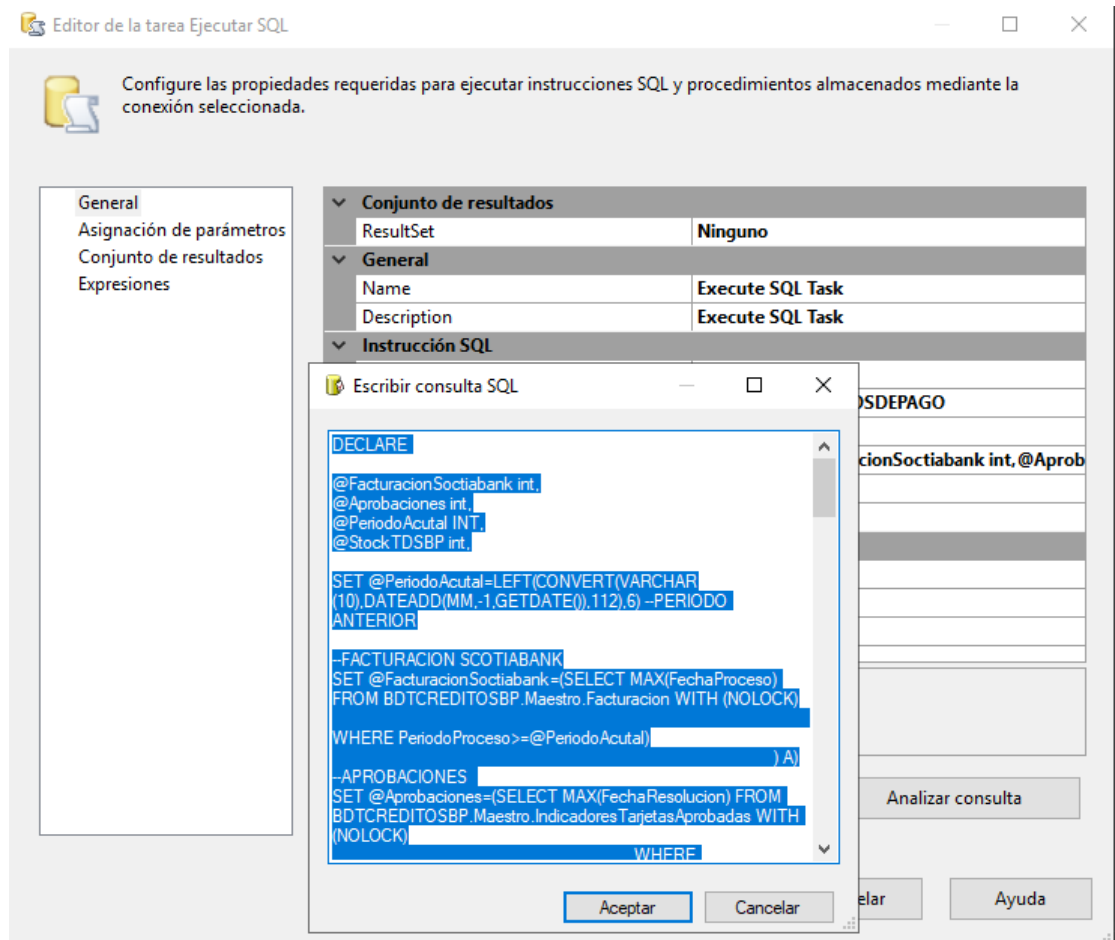 Editor de la tarea Ejecutar SQL
Configure las propiedades requeridas para ejecutar instrucciones SQL y procedimientos almacenados mediante la
conexión seleccionada.
General
Asignación de parámetros
Conjunto de resultados
Expresiones
Conjunto de resultados
ResultSet Ninguno
General
Name Execute SQL Task
Description Execute SQL Task
Instrucción SQL
OSDEPAGO
cionSoctiabank int,@Aprob
Escribir consulta SQL
DECLARE
@FacturacionSoctiabank int,
@Aprobaciones int,
@PeriodoAcutal INT,
@StockTDSBP int,
SET @PeriodoAcutal=LEFT(CONVERT(VARCHAR
(10),DATEADD(MM,-1,GETDATE()),112),6) --PERIODO
ANTERIOR
--FACTURACION SCOTIABANK
SET @FacturacionSoctiabank=(SELECT MAX(FechaProceso)
FROM BDTCREDITOSBP.Maestro.Facturacion WITH (NOLOCK)
WHERE PeriodoProceso>=@PeriodoAcutal)
) A)
--APROBACIONES
SET @Aprobaciones=(SELECT MAX(FechaResolucion) FROM
BDTCREDITOSBP.Maestro.IndicadoresTarjetasAprobadas WITH
(NOLOCK)
WHERE
Aceptar
Cancelar
Analizar consulta
elar
Ayuda